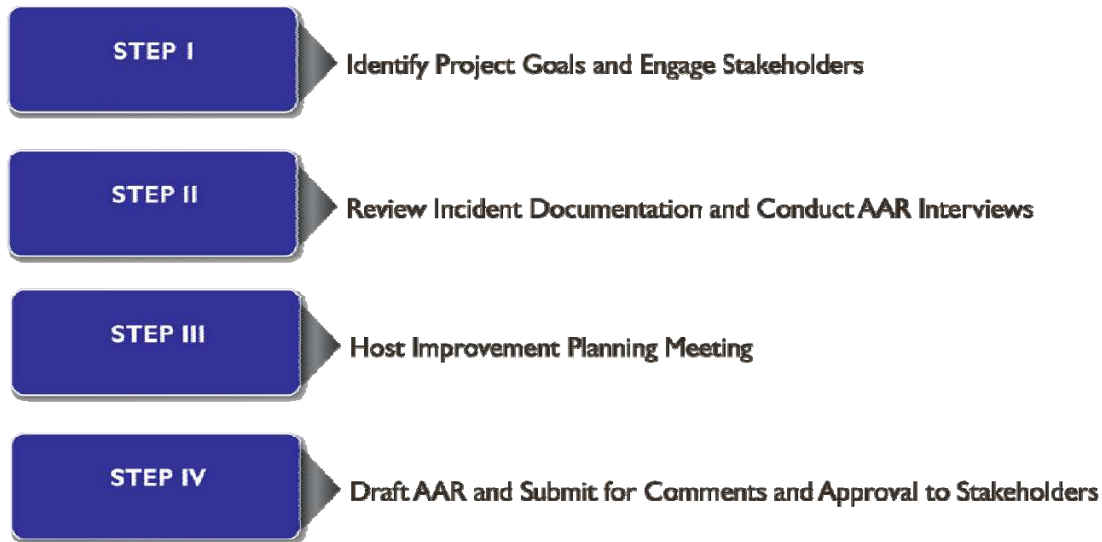 STEP I
Identify Project Goals and Engage Stakeholders
STEP II
Review Incident Documentation and Conduct AAR Interviews
STEP III
Host Improvement Planning Meeting
STEP IV
Draft AAR and Submit for Comments and Approval to Stakeholders